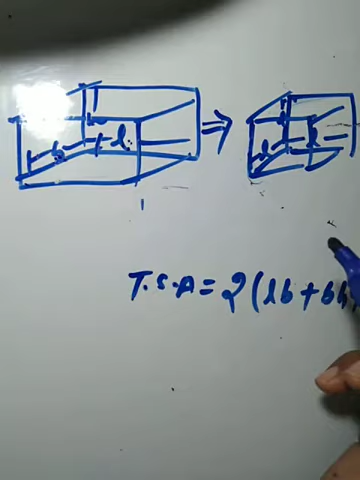 b l ⇒ b l
T.S.A = 2(lb + bh